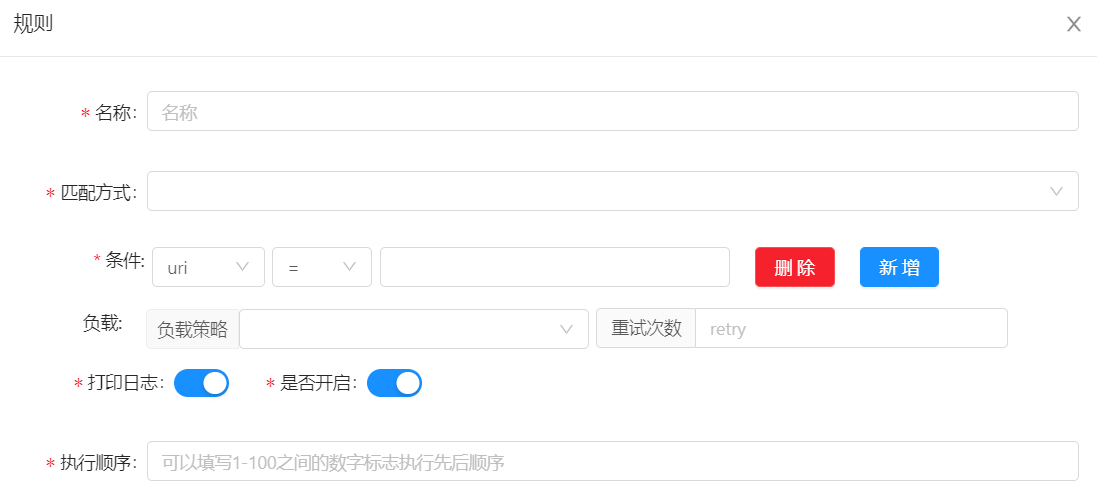 规则
* 名称: 名称
* 匹配方式:
* 条件: uri = 删 除 新 增
负载: 负载策略 重试次数 retry
* 打印日志: * 是否开启:
* 执行顺序: 可以填写1-100之间的数字标志执行先后顺序